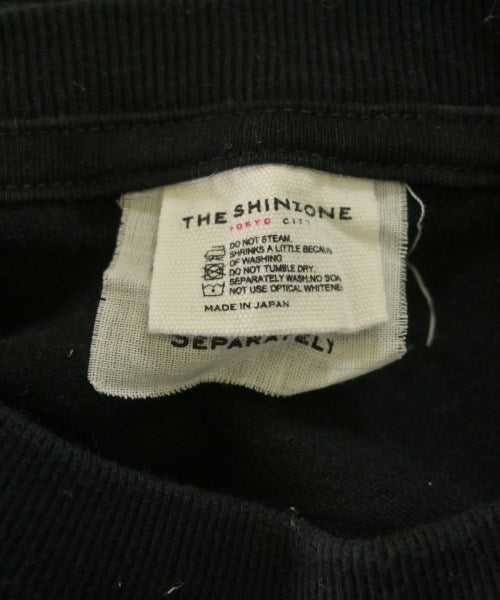 THE SHINZONE
TOKYO CITY
DO NOT STEAM.
SHRINKS A LITTLE BECAU
OF WASHING
DO NOT TUMBLE DRY.
SEPARATELY WASH.NO SOA
NOT USE OPTICAL WHITENE
MADE IN JAPAN
SEPARATELY